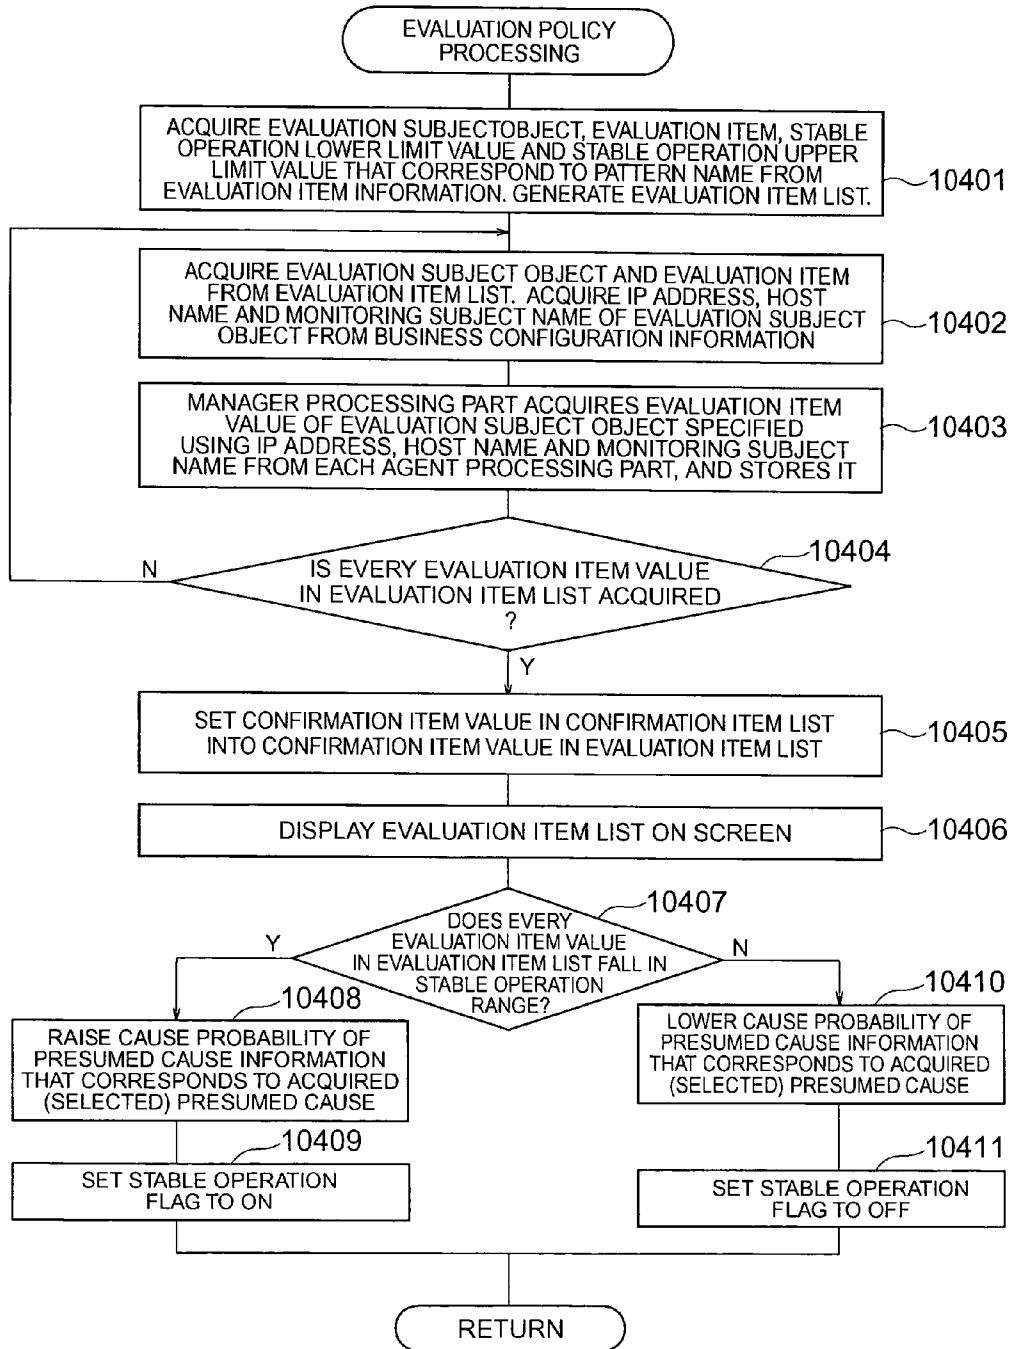 EVALUATION POLICY
PROCESSING
ACQUIRE EVALUATION SUBJECTOBJECT, EVALUATION ITEM, STABLE
OPERATION LOWER LIMIT VALUE AND STABLE OPERATION UPPER
LIMIT VALUE THAT CORRESPOND TO PATTERN NAME FROM
EVALUATION ITEM INFORMATION. GENERATE EVALUATION ITEM LIST.
10401
ACQUIRE EVALUATION SUBJECT OBJECT AND EVALUATION ITEM
FROM EVALUATION ITEM LIST. ACQUIRE IP ADDRESS, HOST
NAME AND MONITORING SUBJECT NAME OF EVALUATION SUBJECT
OBJECT FROM BUSINESS CONFIGURATION INFORMATION
10402
MANAGER PROCESSING PART ACQUIRES EVALUATION ITEM
VALUE OF EVALUATION SUBJECT OBJECT SPECIFIED
USING IP ADDRESS, HOST NAME AND MONITORING SUBJECT
NAME FROM EACH AGENT PROCESSING PART, AND STORES IT
10403
10404
N
IS EVERY EVALUATION ITEM VALUE
IN EVALUATION ITEM LIST ACQUIRED
?
Y
SET CONFIRMATION ITEM VALUE IN CONFIRMATION ITEM LIST
INTO CONFIRMATION ITEM VALUE IN EVALUATION ITEM LIST
10405
DISPLAY EVALUATION ITEM LIST ON SCREEN
10406
10407
DOES EVERY
EVALUATION ITEM VALUE
IN EVALUATION ITEM LIST FALL IN
STABLE OPERATION
RANGE?
Y
N
10408
RAISE CAUSE PROBABILITY OF
PRESUMED CAUSE INFORMATION
THAT CORRESPONDS TO ACQUIRED
(SELECTED) PRESUMED CAUSE
10410
LOWER CAUSE PROBABILITY OF
PRESUMED CAUSE INFORMATION
THAT CORRESPONDS TO ACQUIRED
(SELECTED) PRESUMED CAUSE
10409
SET STABLE OPERATION
FLAG TO ON
10411
SET STABLE OPERATION
FLAG TO OFF
RETURN